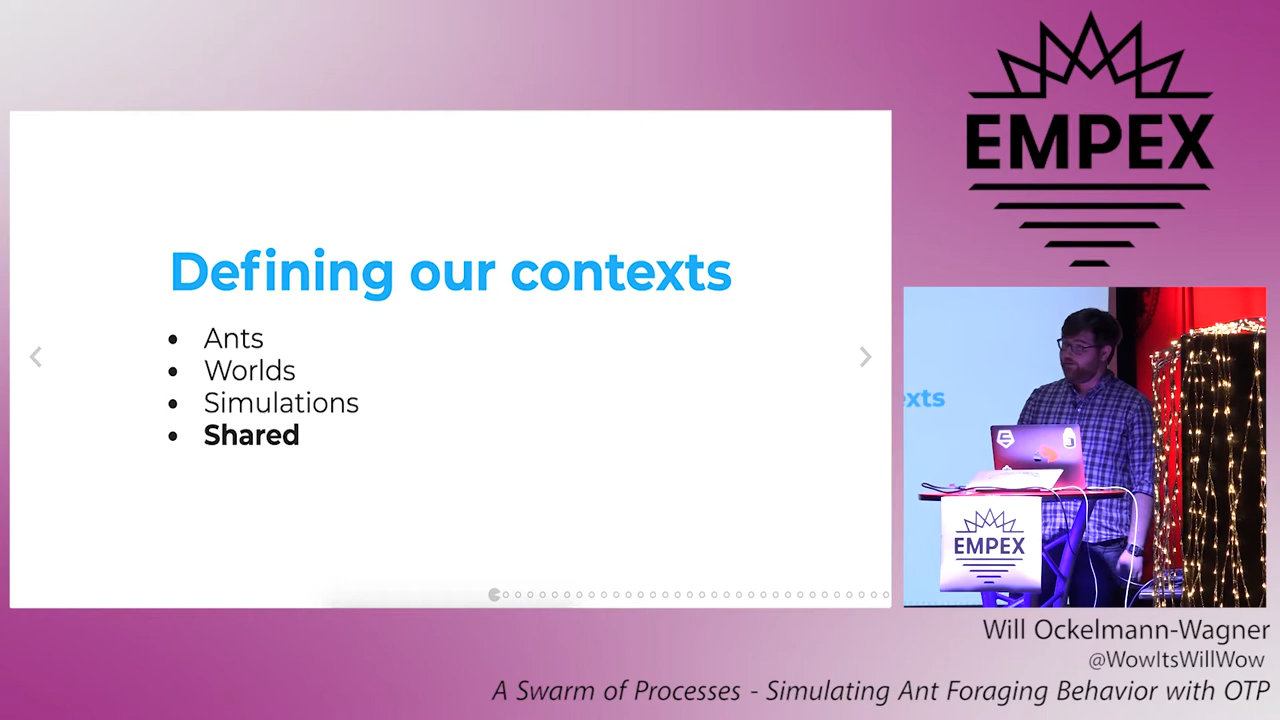 EMPEX
Defining our contexts
Ants
Worlds
Simulations
Shared
exts
EMPEX
Will Ockelmann-Wagner
@WowItsWillWow
A Swarm of Processes - Simulating Ant Foraging Behavior with OTP